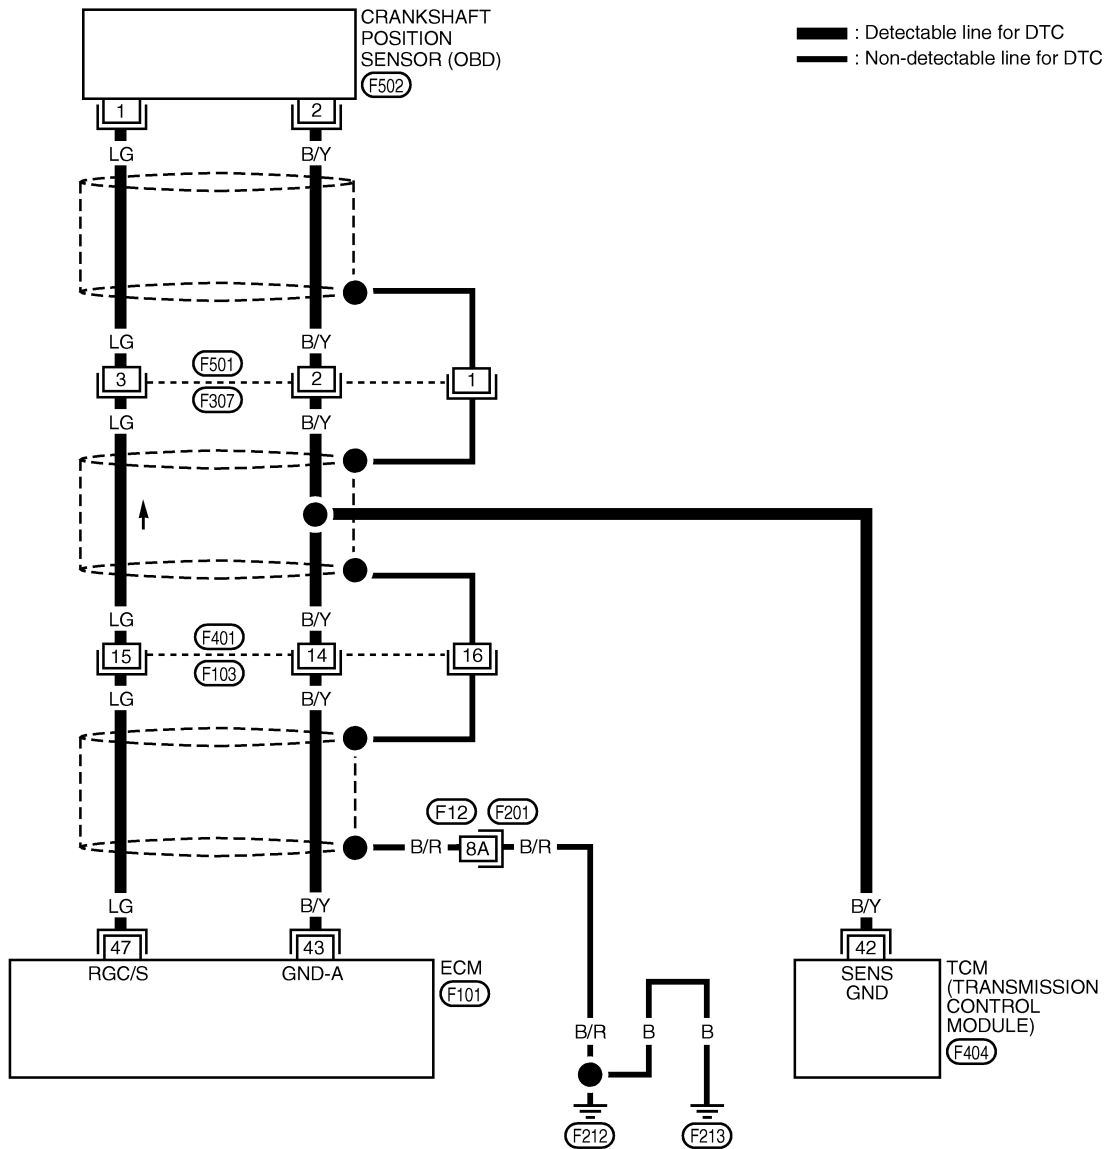 CRANKSHAFT
POSITION
SENSOR (OBD)
F502
: Detectable line for DTC
: Non-detectable line for DTC
1 2
LG B/Y
LG B/Y
F501
3 2 1
F307
LG B/Y
LG B/Y
F401
15 14 16
F103
LG B/Y
F12 F201
B/R 8A B/R
LG B/Y B/Y
47 43 42
RGC/S GND-A
ECM
F101
SENS
GND
TCM
(TRANSMISSION
CONTROL
MODULE)
F404
B/R B B
F212 F213